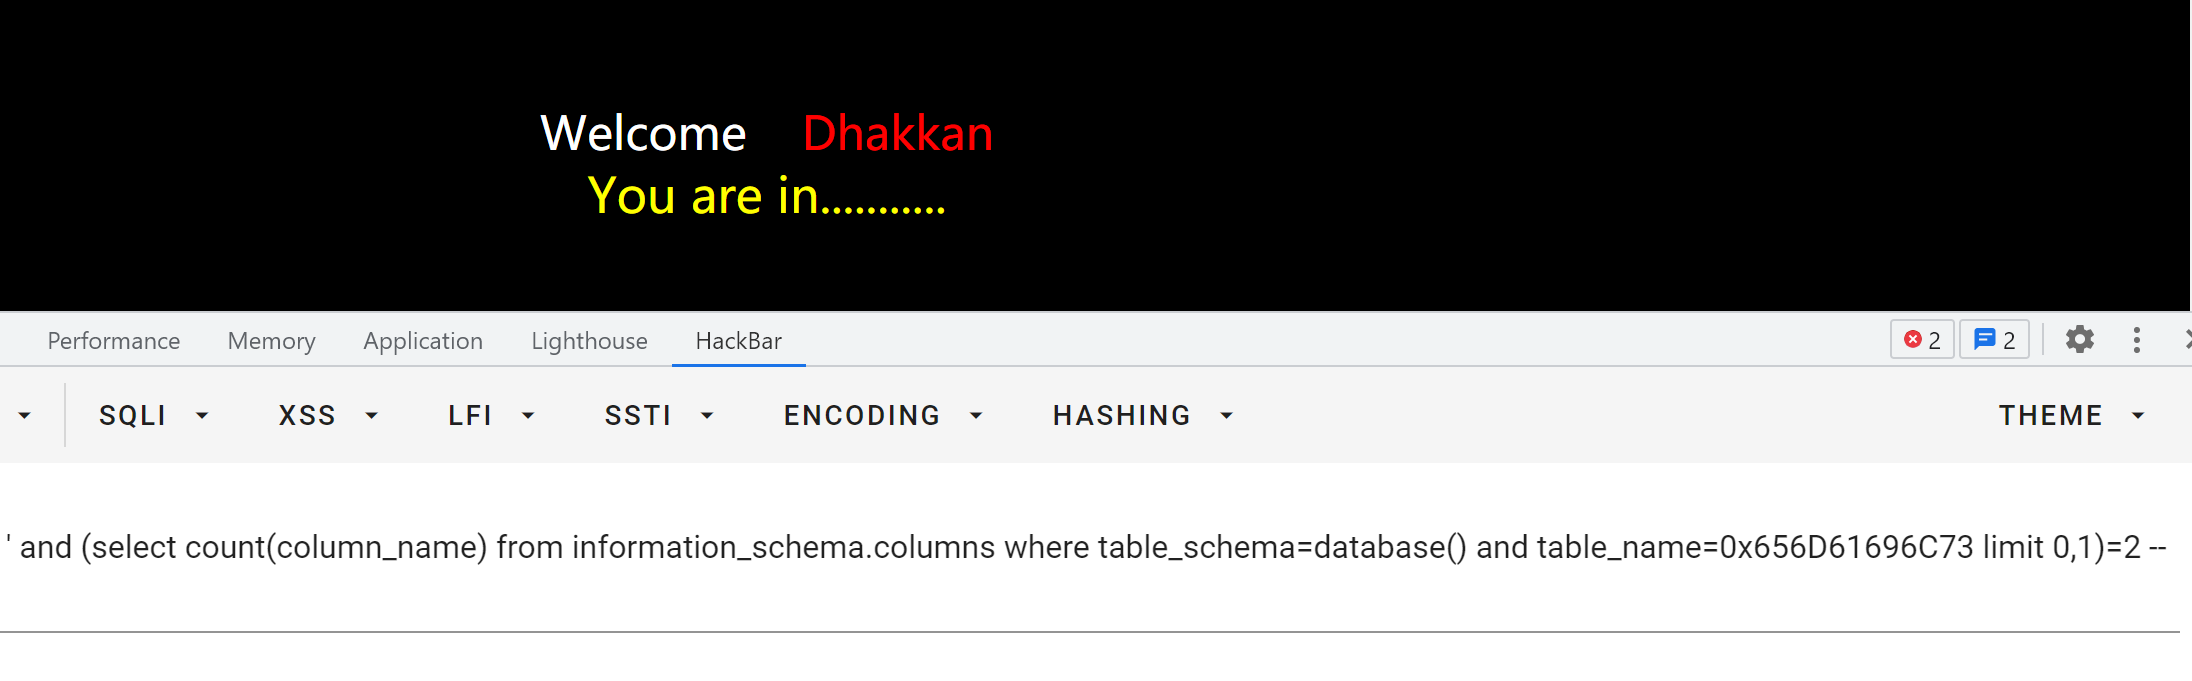 Welcome Dhakkan
You are in...........
Performance Memory Application Lighthouse HackBar 2 2
SQLI XSS LFI SSTI ENCODING HASHING THEME
' and (select count(column_name) from information_schema.columns where table_schema=database() and table_name=0x656D61696C73 limit 0,1)=2 --